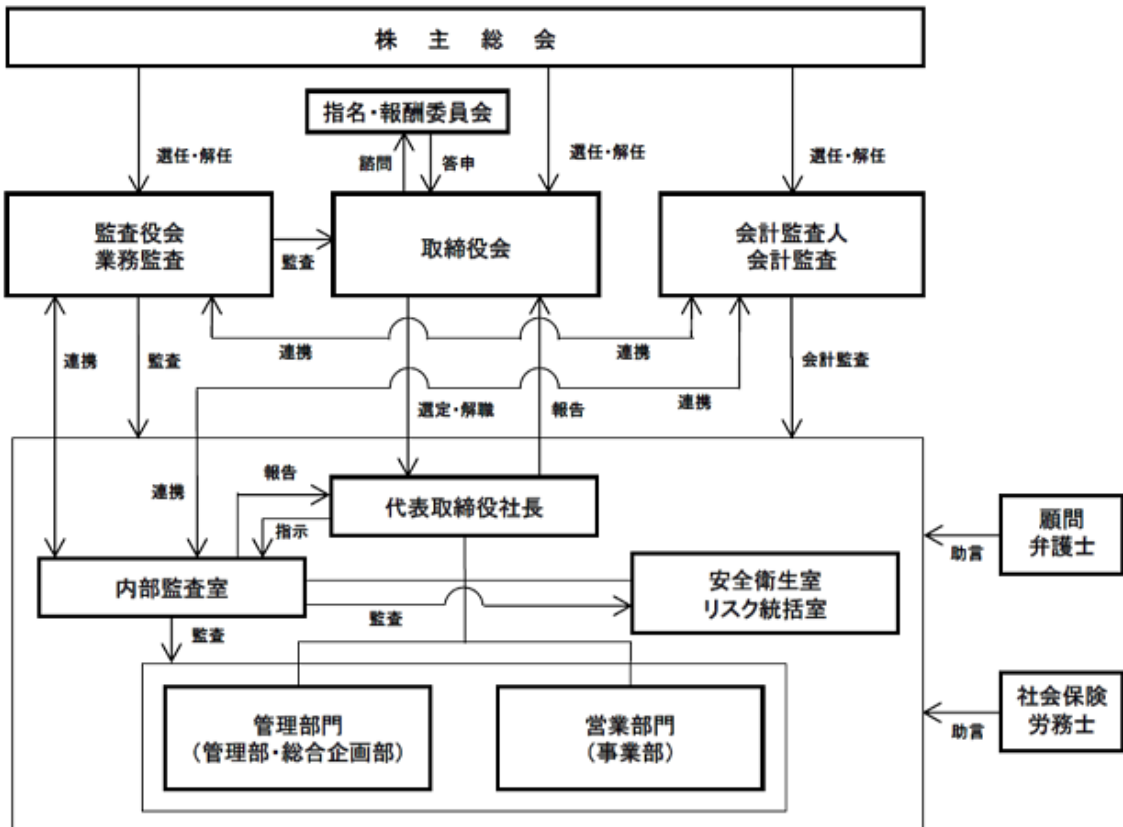 株主総会
指名・報酬委員会
選任・解任
諮問
答申
選任・解任
選任・解任
監査役会
業務監査
監査
取締役会
会計監査人
会計監査
連携
監査
連携
連携
会計監査
選定・解職
報告
連携
連携
報告
代表取締役社長
指示
顧問
弁護士
助言
内部監査室
安全衛生室
リスク統括室
監査
監査
管理部門
（管理部・総合企画部）
営業部門
（事業部）
社会保険
労務士
助言